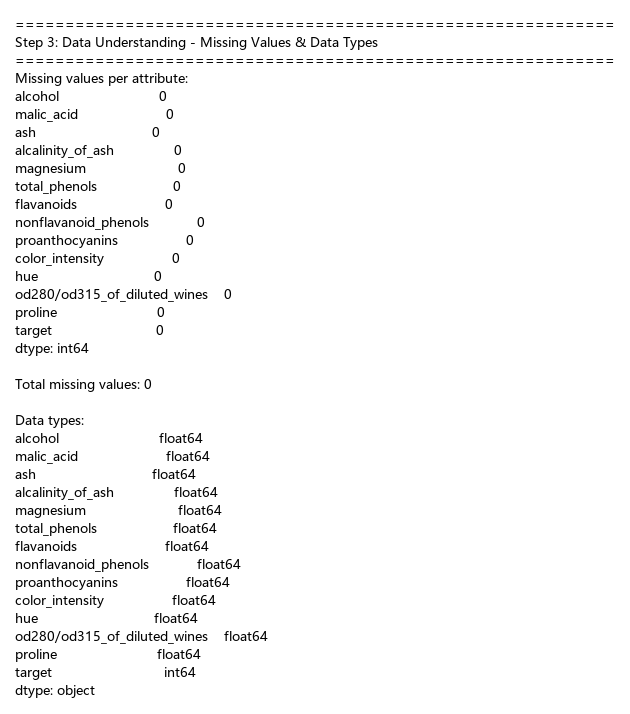 ============================================================
Step 3: Data Understanding - Missing Values & Data Types
============================================================
Missing values per attribute:
alcohol                         0
malic_acid                      0
ash                             0
alcalinity_of_ash               0
magnesium                       0
total_phenols                   0
flavanoids                      0
nonflavanoid_phenols            0
proanthocyanins                 0
color_intensity                 0
hue                             0
od280/od315_of_diluted_wines    0
proline                         0
target                          0
dtype: int64

Total missing values: 0

Data types:
alcohol                         float64
malic_acid                      float64
ash                             float64
alcalinity_of_ash               float64
magnesium                       float64
total_phenols                   float64
flavanoids                      float64
nonflavanoid_phenols            float64
proanthocyanins                 float64
color_intensity                 float64
hue                             float64
od280/od315_of_diluted_wines    float64
proline                         float64
target                            int64
dtype: object